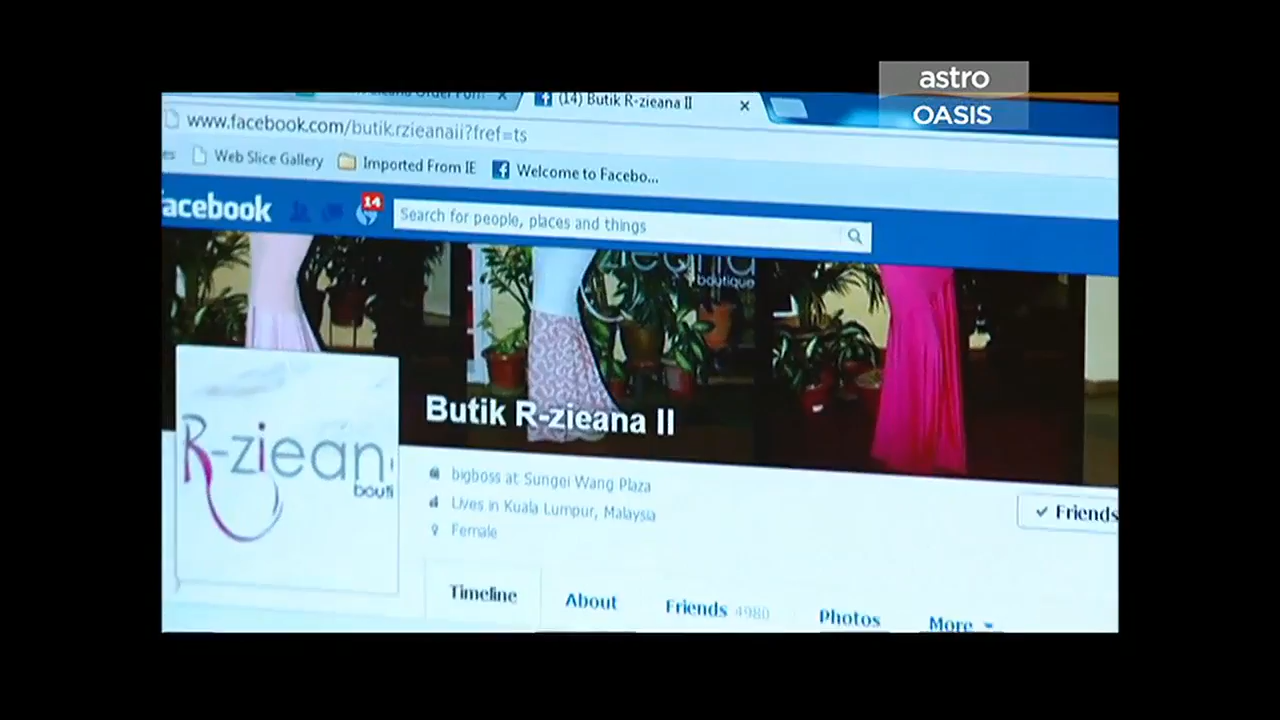 astro
OASIS
(14) Butik R-zieana II
www.facebook.com/butik.rzieanaii?fref=ts
Web Slice Gallery
Imported From IE
Welcome to Facebo...
facebook
14
Search for people, places and things
zieana
boutique
Butik R-zieana II
R-ziean
bouti
bigboss at Sungei Wang Plaza
Lives in Kuala Lumpur, Malaysia
Female
Friends
Timeline
About
Friends 4980
Photos
More